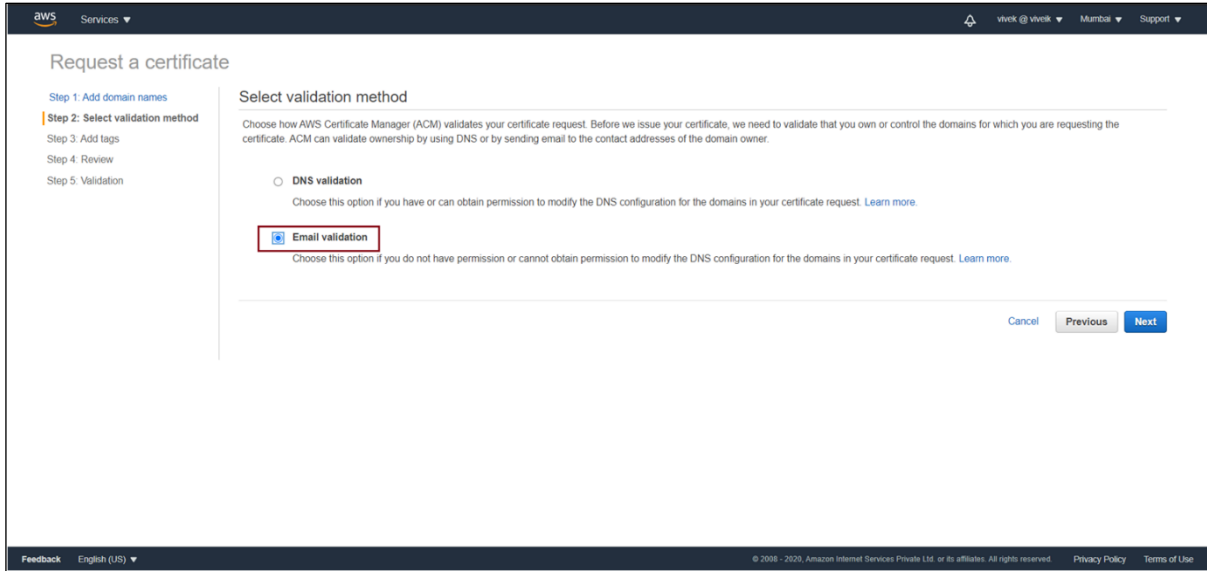 aws Services ▼ vivek @ viveik ▼ Mumbai ▼ Support ▼
Request a certificate
Step 1: Add domain names
Step 2: Select validation method
Step 3: Add tags
Step 4: Review
Step 5: Validation
Select validation method
Choose how AWS Certificate Manager (ACM) validates your certificate request. Before we issue your certificate, we need to validate that you own or control the domains for which you are requesting the
certificate. ACM can validate ownership by using DNS or by sending email to the contact addresses of the domain owner.
DNS validation
Choose this option if you have or can obtain permission to modify the DNS configuration for the domains in your certificate request. Learn more.
Email validation
Choose this option if you do not have permission or cannot obtain permission to modify the DNS configuration for the domains in your certificate request. Learn more.
Cancel Previous Next
Feedback English (US) ▼ © 2008 - 2020, Amazon Internet Services Private Ltd. or its affiliates. All rights reserved. Privacy Policy Terms of Use